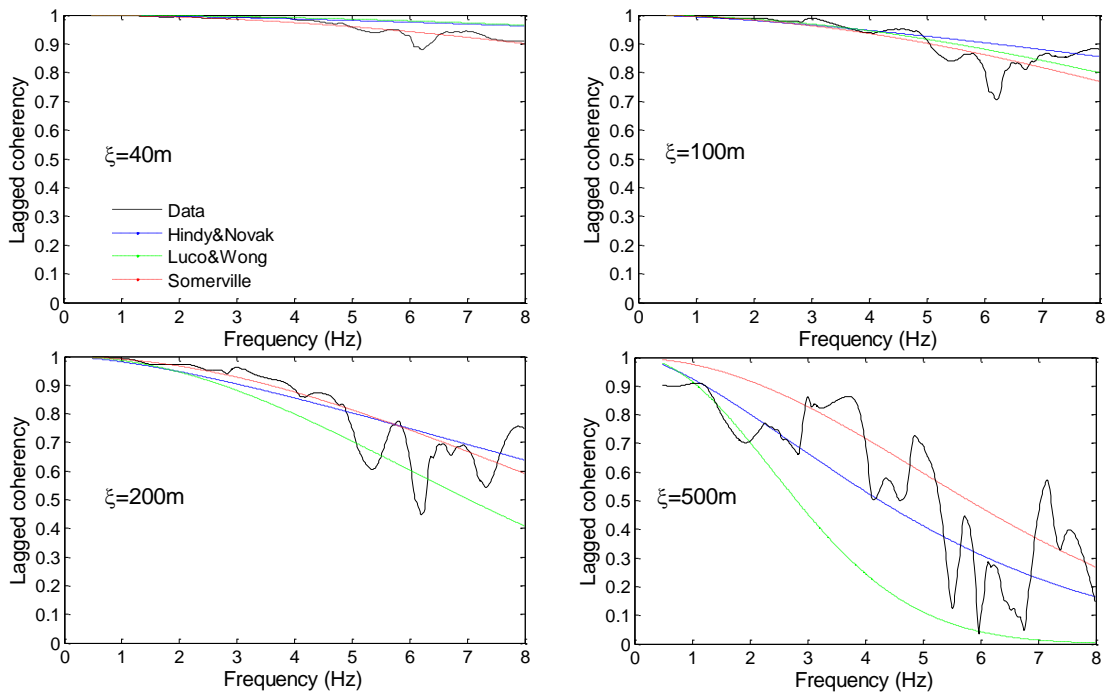 Lagged coherency
1
0.9
0.8
0.7
0.6
0.5
0.4
0.3
0.2
0.1
0
ξ=40m
Data
Hindy&Novak
Luco&Wong
Somerville
0 1 2 3 4 5 6 7 8
Frequency (Hz)
Lagged coherency
1
0.9
0.8
0.7
0.6
0.5
0.4
0.3
0.2
0.1
0
ξ=100m
0 1 2 3 4 5 6 7 8
Frequency (Hz)
Lagged coherency
1
0.9
0.8
0.7
0.6
0.5
0.4
0.3
0.2
0.1
0
ξ=200m
0 1 2 3 4 5 6 7 8
Frequency (Hz)
Lagged coherency
1
0.9
0.8
0.7
0.6
0.5
0.4
0.3
0.2
0.1
0
ξ=500m
0 1 2 3 4 5 6 7 8
Frequency (Hz)